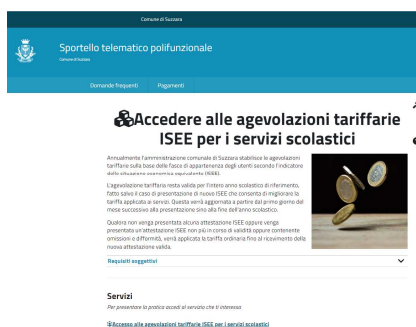 Comune di Suzzara
Sportello telematico polifunzionale
Comune di Suzzara
Domande frequenti Pagamenti
Accedere alle agevolazioni tariffarie
ISEE per i servizi scolastici
Annualmente l'amministrazione comunale di Suzzara stabilisce le agevolazioni
tariffarie sulla base delle fasce di appartenenza degli utenti secondo l'indicatore
della situazione economica equivalente (ISEE).
L'agevolazione tariffaria resta valida per l'intero anno scolastico di riferimento,
fatto salvo il caso di presentazione di nuova ISEE che consenta di migliorare la
tariffa applicata ai servizi. Questa verrà aggiornata a partire dal primo giorno del
mese successivo alla presentazione sino alla fine dell'anno scolastico.
Qualora non venga presentata alcuna attestazione ISEE oppure venga
presentata un'attestazione ISEE non più in corso di validità oppure contenente
omissioni e difformità, verrà applicata la tariffa ordinaria fino al ricevimento della
nuova attestazione valida.
Requisiti soggettivi
Servizi
Per presentare la pratica accedi al servizio che ti interessa
Accesso alle agevolazioni tariffarie ISEE per i servizi scolastici